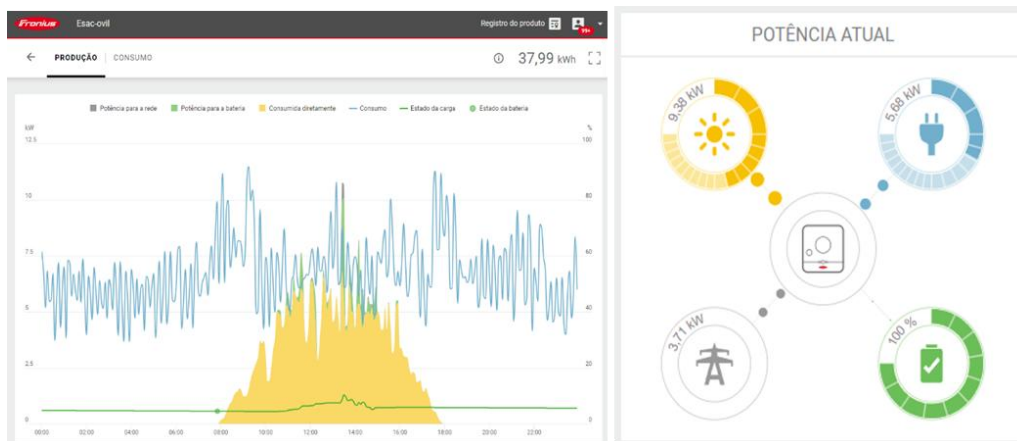 Fronius
Esac-ovil
Registro do produto
99+
PRODUÇÃO
CONSUMO
37,99 kWh
Potência para a rede
Potência para a bateria
Consumida diretamente
Consumo
Estado da carga
Estado da bateria
kW
12.5
10
7.5
5
2.5
0
%
100
80
60
40
20
0
00:00 02:00 04:00 06:00 08:00 10:00 12:00 14:00 16:00 18:00 20:00 22:00
POTÊNCIA ATUAL
9,38 kW
5,68 kW
3,71 kW
100 %